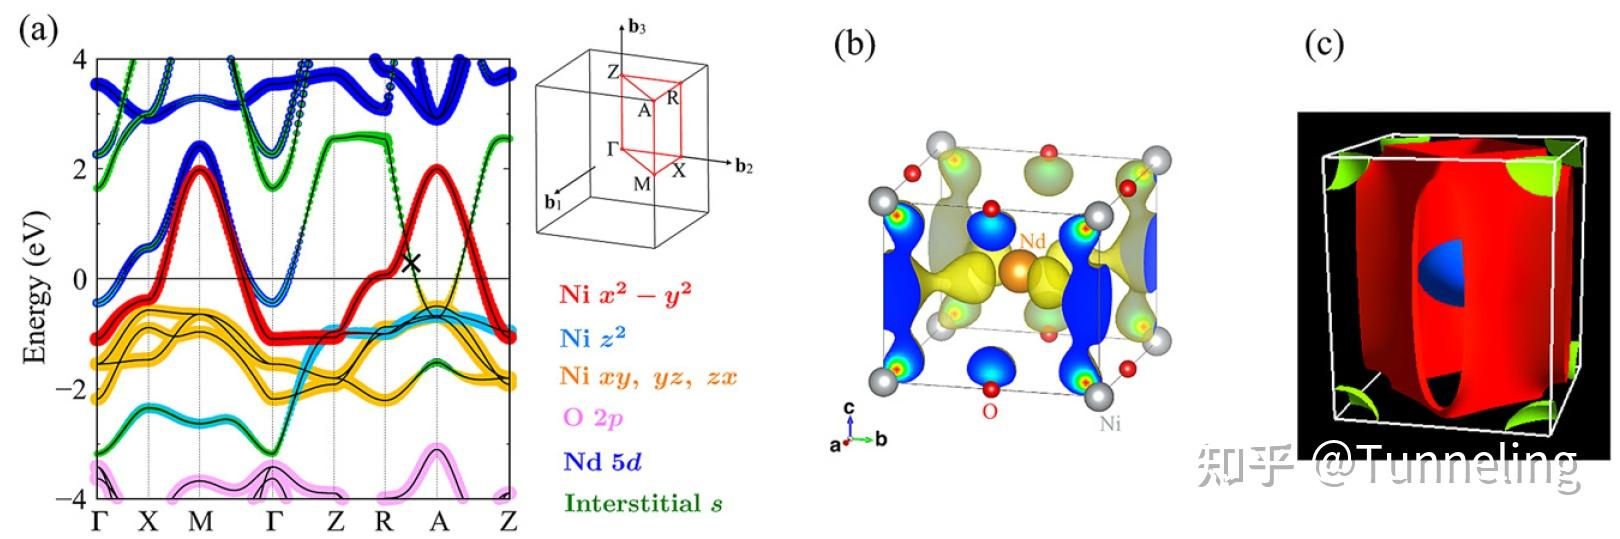 (a)
Energy (eV)
4
2
0
−2
−4
Γ X M Γ Z R A Z
b3
Z
R
A
Γ
X
M
b2
b1
Ni x² − y²
Ni z²
Ni xy, yz, zx
O 2p
Nd 5d
Interstitial s
(b)
Nd
O
Ni
c
a b
(c)
知乎 @Tunneling